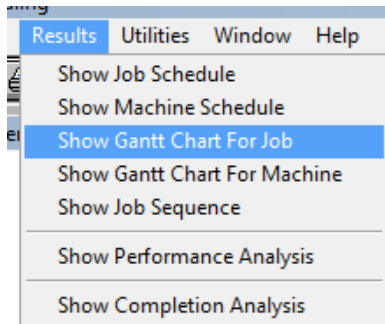 Results Utilities Window Help
Show Job Schedule
Show Machine Schedule
Show Gantt Chart For Job
Show Gantt Chart For Machine
Show Job Sequence
Show Performance Analysis
Show Completion Analysis